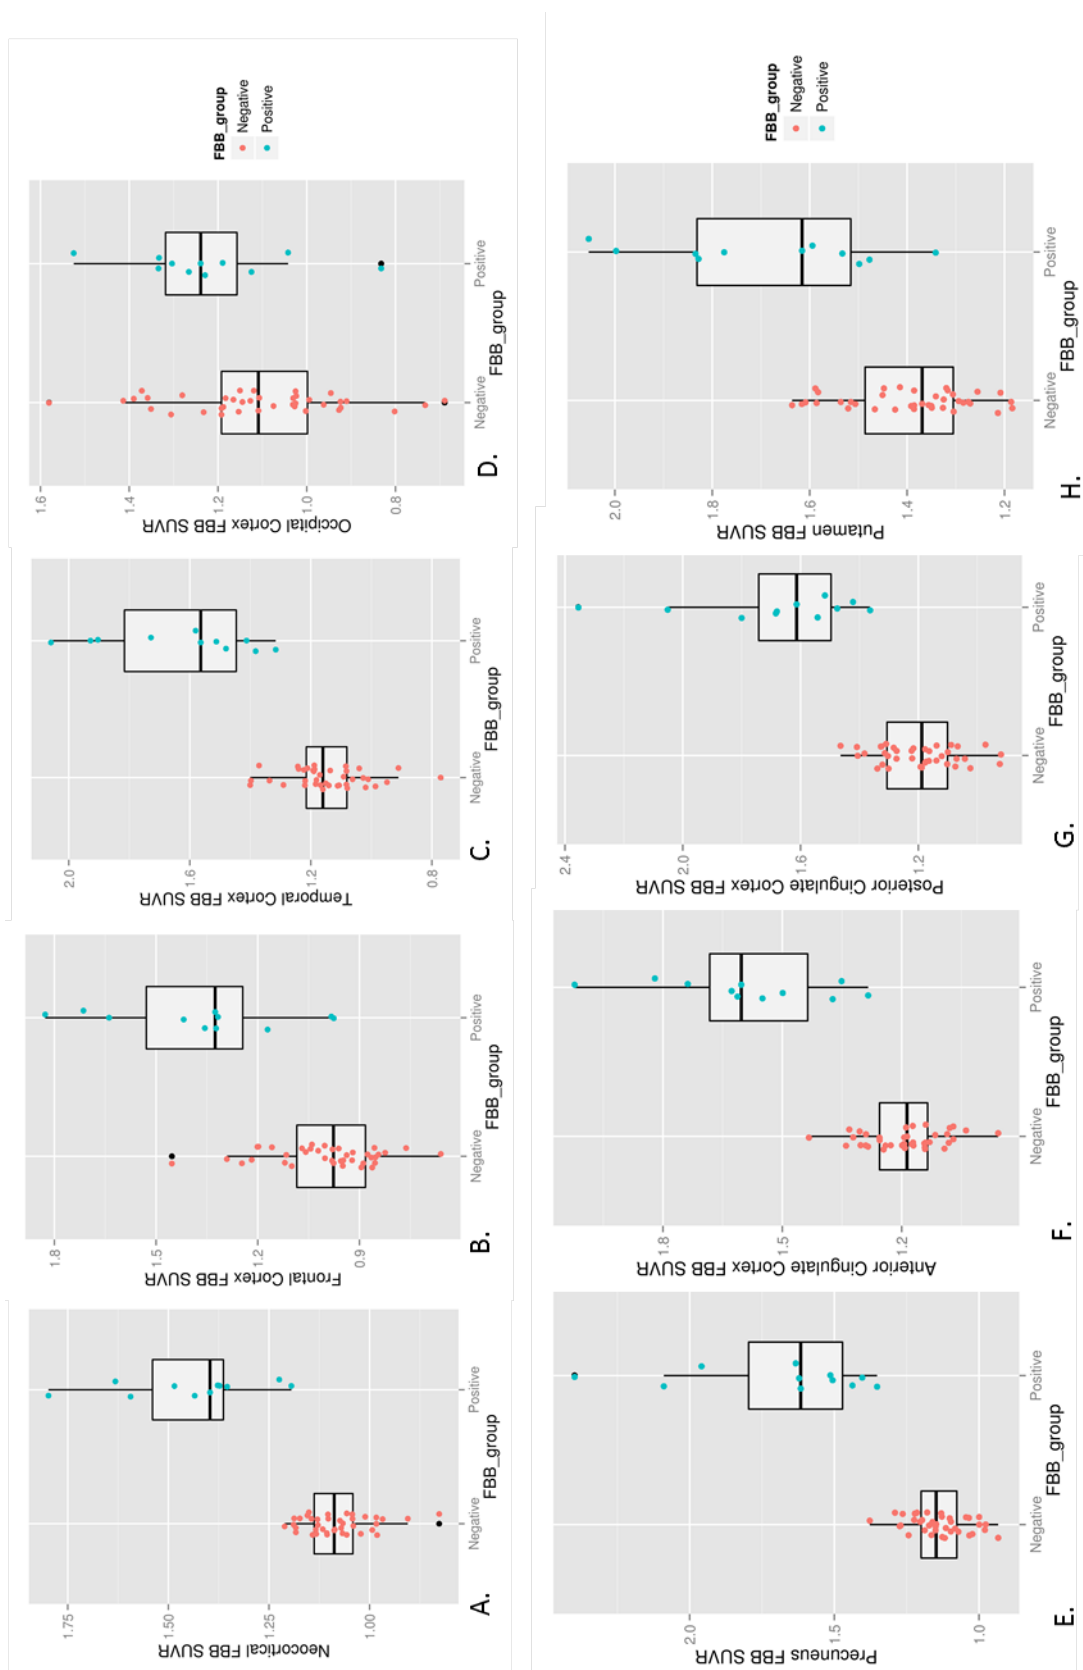 A.
Neocortical FBB SUVR
1.75
1.50
1.25
1.00
Negative
Positive
FBB_group
B.
Frontal Cortex FBB SUVR
1.8
1.5
1.2
0.9
Negative
Positive
FBB_group
C.
Temporal Cortex FBB SUVR
2.0
1.6
1.2
0.8
Negative
Positive
FBB_group
D.
Occipital Cortex FBB SUVR
1.6
1.4
1.2
1.0
0.8
Negative
Positive
FBB_group
FBB_group
Negative
Positive
E.
Precuneus FBB SUVR
2.0
1.5
1.0
Negative
Positive
FBB_group
F.
Anterior Cingulate Cortex FBB SUVR
1.8
1.5
1.2
Negative
Positive
FBB_group
G.
Posterior Cingulate Cortex FBB SUVR
2.4
2.0
1.6
1.2
Negative
Positive
FBB_group
H.
Putamen FBB SUVR
2.0
1.8
1.6
1.4
1.2
Negative
Positive
FBB_group
FBB_group
Negative
Positive